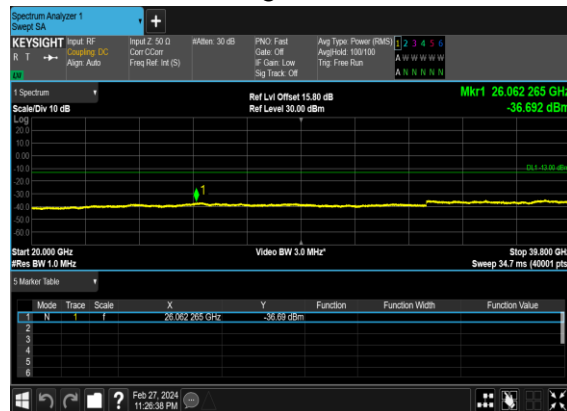 Spectrum Analyzer 1
Swept SA
+
KEYSIGHT Input: RF Input Z: 50 Ω #Atten: 30 dB PNO: Fast Avg Type: Power (RMS) 1 2 3 4 5 6
R T Coupling: DC Corr CCorr Gate: Off Avg|Hold: 100/100 A W W W W W
Align: Auto Freq Ref: Int (S) IF Gain: Low Trig: Free Run
Sig Track: Off A N N N N N
1 Spectrum Ref Lvl Offset 15.80 dB Mkr1 26.062 265 GHz
Scale/Div 10 dB Ref Level 30.00 dBm -36.692 dBm
Log
20.0
10.0
0.00
-10.0 DL1 -13.00 dBm
-20.0
-30.0 1
-40.0
-50.0
-60.0
Start 20.000 GHz Video BW 3.0 MHz* Stop 39.800 GHz
#Res BW 1.0 MHz Sweep 34.7 ms (40001 pts)
5 Marker Table
Mode Trace Scale X Y Function Function Width Function Value
1 N 1 f 26.062 265 GHz -36.69 dBm
2
3
4
5
6
? Feb 27, 2024
11:26:38 PM